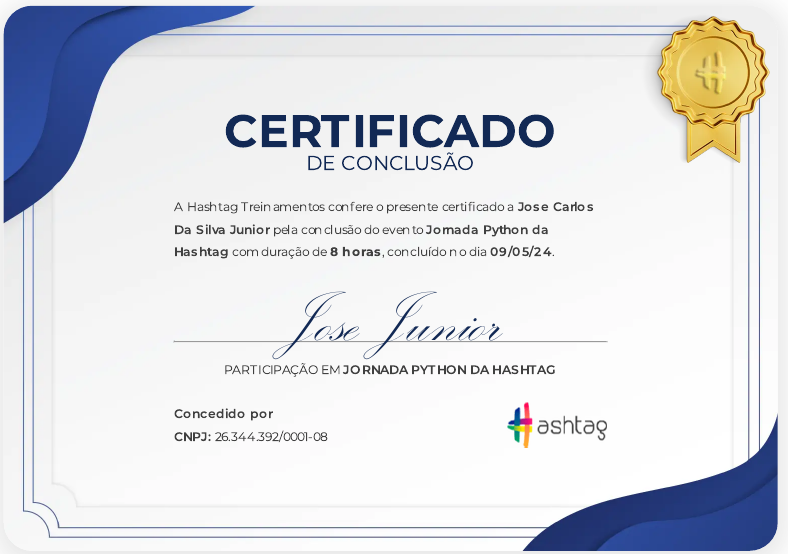 CERTIFICADO
DE CONCLUSÃO
A Hashtag Treinamentos confere o presente certificado a Jose Carlos
Da Silva Junior pela conclusão do evento Jornada Python da
Hashtag com duração de 8 horas, concluído no dia 09/05/24.
Jose Junior
PARTICIPAÇÃO EM JORNADA PYTHON DA HASHTAG
Concedido por
CNPJ: 26.344.392/0001-08
ashtag